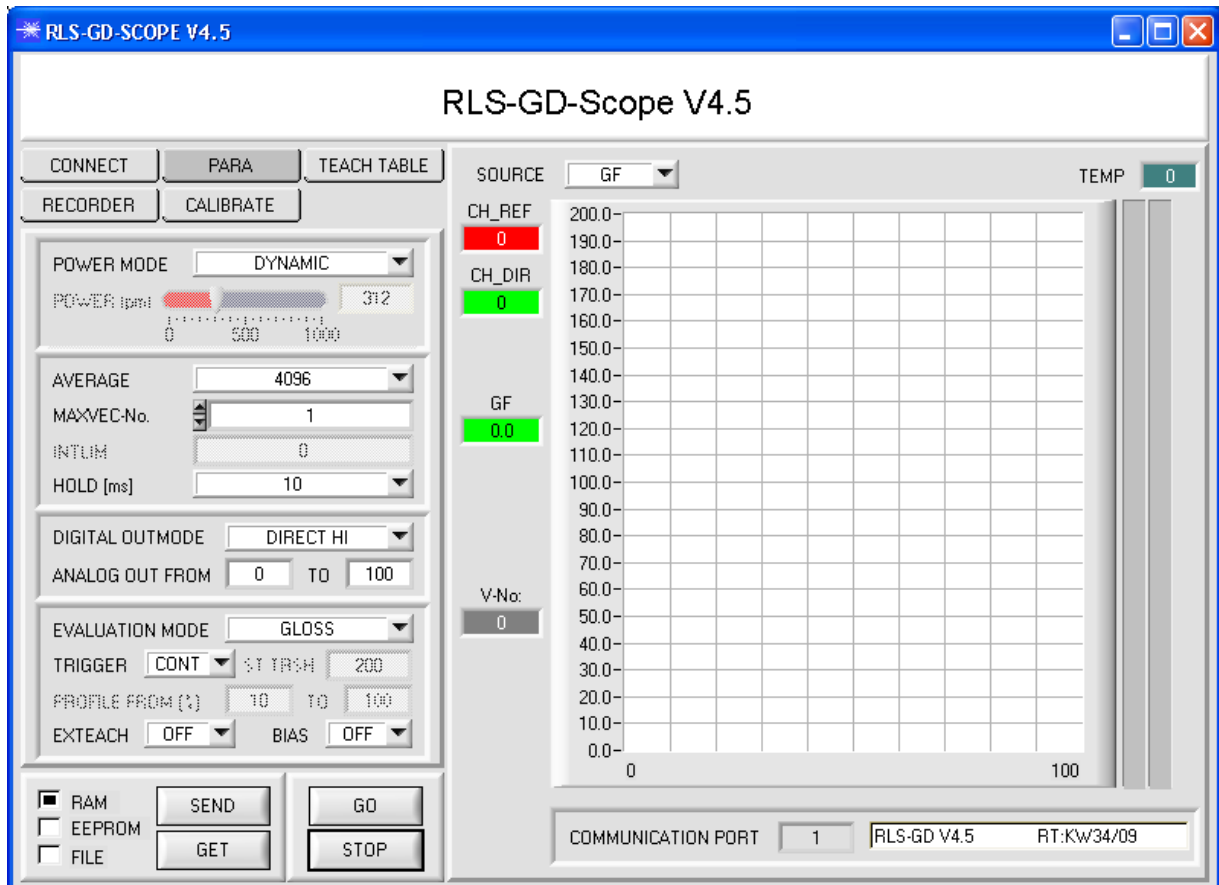 RLS-GD-SCOPE V4.5
RLS-GD-Scope V4.5
CONNECT PARA TEACH TABLE
RECORDER CALIBRATE
POWER MODE DYNAMIC
POWER [pm] 312
0 500 1000
AVERAGE 4096
MAXVEC-No. 1
INTLIM 0
HOLD [ms] 10
DIGITAL OUTMODE DIRECT HI
ANALOG OUT FROM 0 TO 100
EVALUATION MODE GLOSS
TRIGGER CONT ST TRSH 200
PROFILE FROM (%) 10 TO 100
EXTEACH OFF BIAS OFF
RAM SEND GO
EEPROM
FILE GET STOP
SOURCE GF TEMP 0
CH_REF
0
CH_DIR
0
GF
0.0
V-No:
0
200.0
190.0
180.0
170.0
160.0
150.0
140.0
130.0
120.0
110.0
100.0
90.0
80.0
70.0
60.0
50.0
40.0
30.0
20.0
10.0
0.0
0 100
COMMUNICATION PORT 1 RLS-GD V4.5 RT:KW34/09